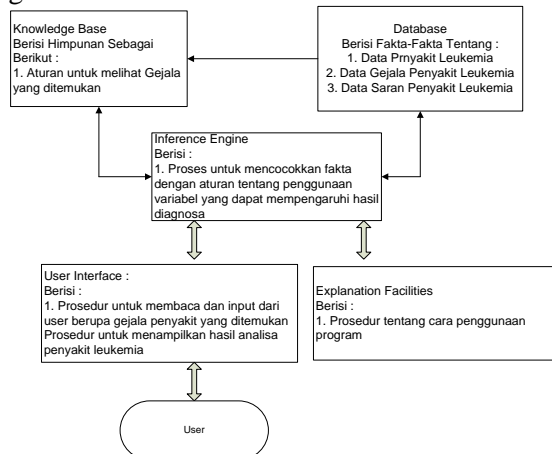 g
Knowledge Base
Berisi Himpunan Sebagai
Berikut :
1. Aturan untuk melihat Gejala
yang ditemukan
Database
Berisi Fakta-Fakta Tentang :
1. Data Prnyakit Leukemia
2. Data Gejala Penyakit Leukemia
3. Data Saran Penyakit Leukemia
Inference Engine
Berisi :
1. Proses untuk mencocokkan fakta
dengan aturan tentang penggunaan
variabel yang dapat mempengaruhi hasil
diagnosa
User Interface :
Berisi :
1. Prosedur untuk membaca dan input dari
user berupa gejala penyakit yang ditemukan
Prosedur untuk menampilkan hasil analisa
penyakit leukemia
Explanation Facilities
Berisi :
1. Prosedur tentang cara penggunaan
program
User